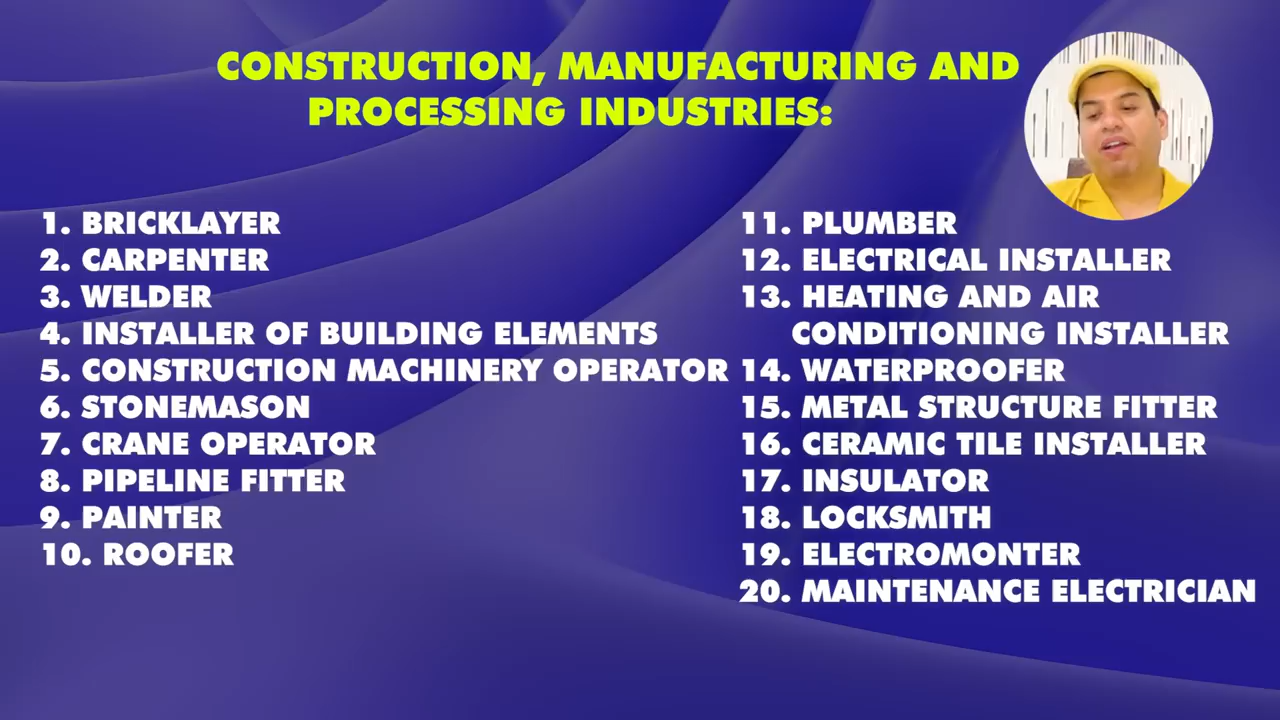 CONSTRUCTION, MANUFACTURING AND
PROCESSING INDUSTRIES:
1. BRICKLAYER
2. CARPENTER
3. WELDER
4. INSTALLER OF BUILDING ELEMENTS
5. CONSTRUCTION MACHINERY OPERATOR
6. STONEMASON
7. CRANE OPERATOR
8. PIPELINE FITTER
9. PAINTER
10. ROOFER
11. PLUMBER
12. ELECTRICAL INSTALLER
13. HEATING AND AIR
CONDITIONING INSTALLER
14. WATERPROOFER
15. METAL STRUCTURE FITTER
16. CERAMIC TILE INSTALLER
17. INSULATOR
18. LOCKSMITH
19. ELECTROMONTER
20. MAINTENANCE ELECTRICIAN